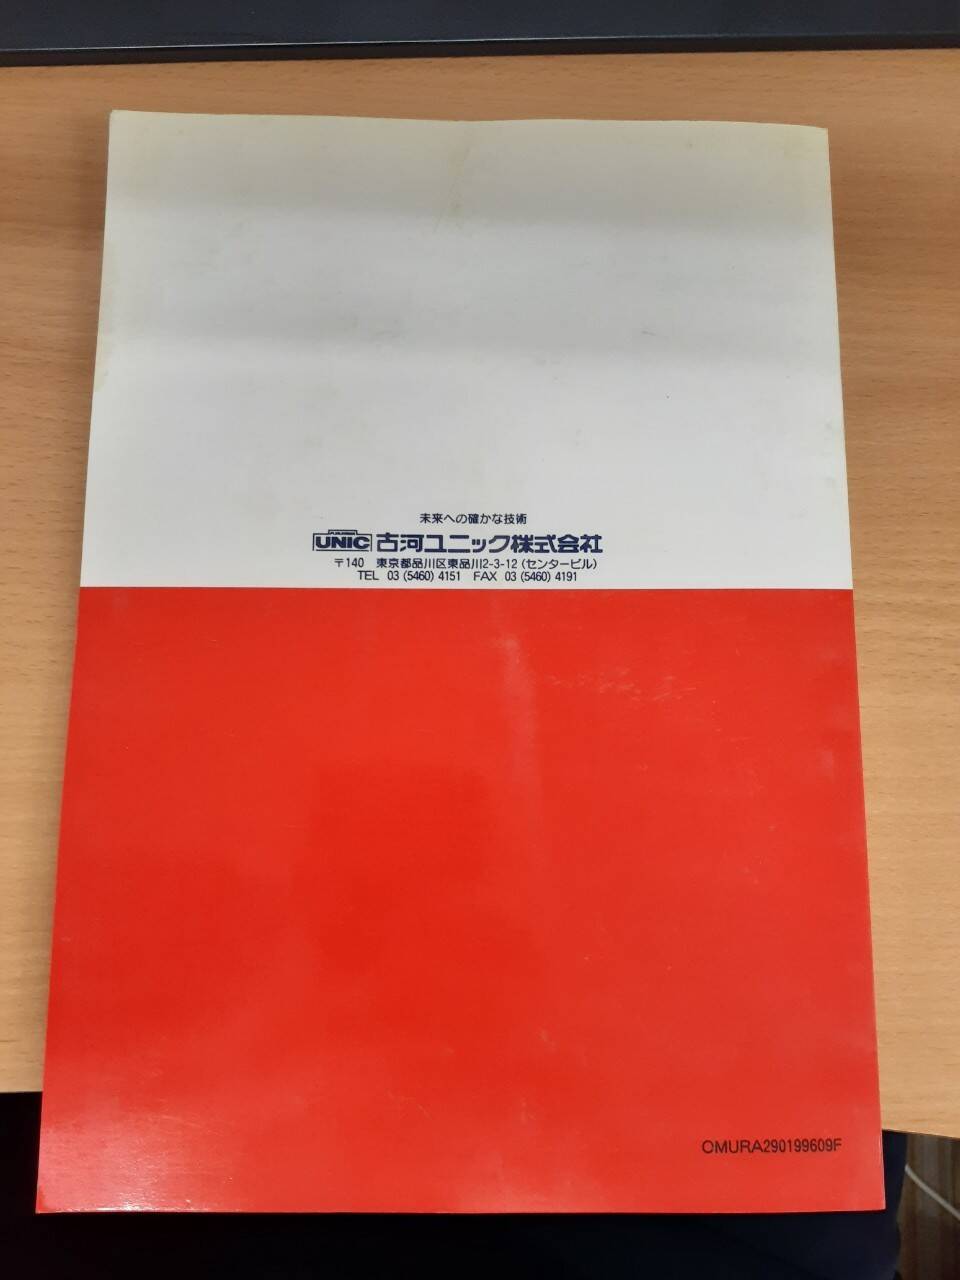 未来への確かな技術
UNIC 古河ユニック株式会社
〒140 東京都品川区東品川2-3-12(センタービル)
TEL 03 (5460) 4151 FAX 03 (5460) 4191
OMURA290199609F